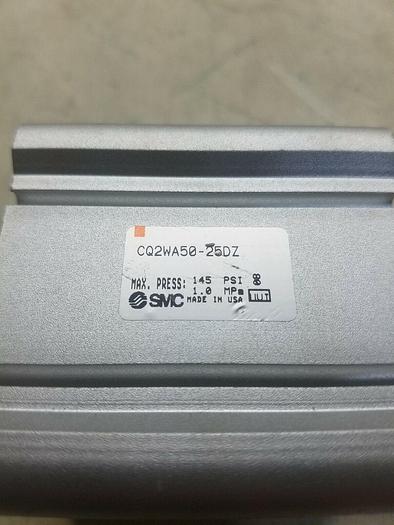 CQ2WA50-25DZ
MAX. PRESS: 145 PSI
1.0 MPa
SMC MADE IN USA